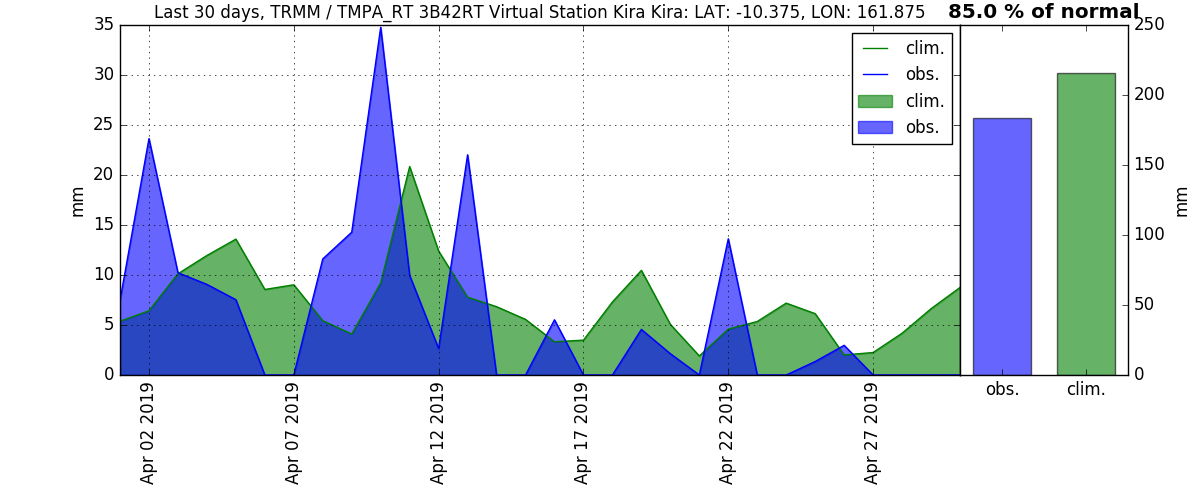 Last 30 days, TRMM / TMPA_RT 3B42RT Virtual Station Kira Kira: LAT: -10.375, LON: 161.875
85.0 % of normal
35
30
25
20
15
10
5
0
mm
clim.
obs.
clim.
obs.
Apr 02 2019
Apr 07 2019
Apr 12 2019
Apr 17 2019
Apr 22 2019
Apr 27 2019
250
200
150
100
50
0
mm
obs.
clim.